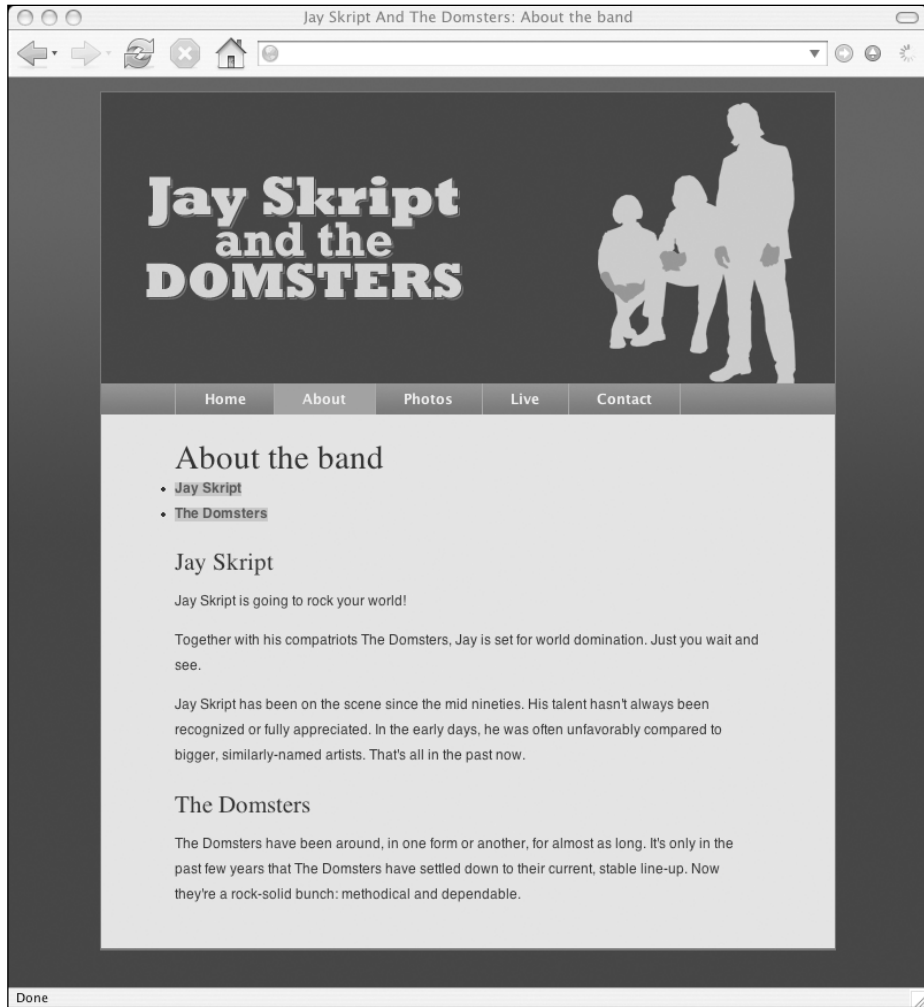 Jay Skript And The Domsters: About the band
Jay Skript
and the
DOMSTERS
Home About Photos Live Contact
About the band
• Jay Skript
• The Domsters
Jay Skript
Jay Skript is going to rock your world!
Together with his compatriots The Domsters, Jay is set for world domination. Just you wait and
see.
Jay Skript has been on the scene since the mid nineties. His talent hasn't always been
recognized or fully appreciated. In the early days, he was often unfavorably compared to
bigger, similarly-named artists. That's all in the past now.
The Domsters
The Domsters have been around, in one form or another, for almost as long. It's only in the
past few years that The Domsters have settled down to their current, stable line-up. Now
they're a rock-solid bunch: methodical and dependable.
Done